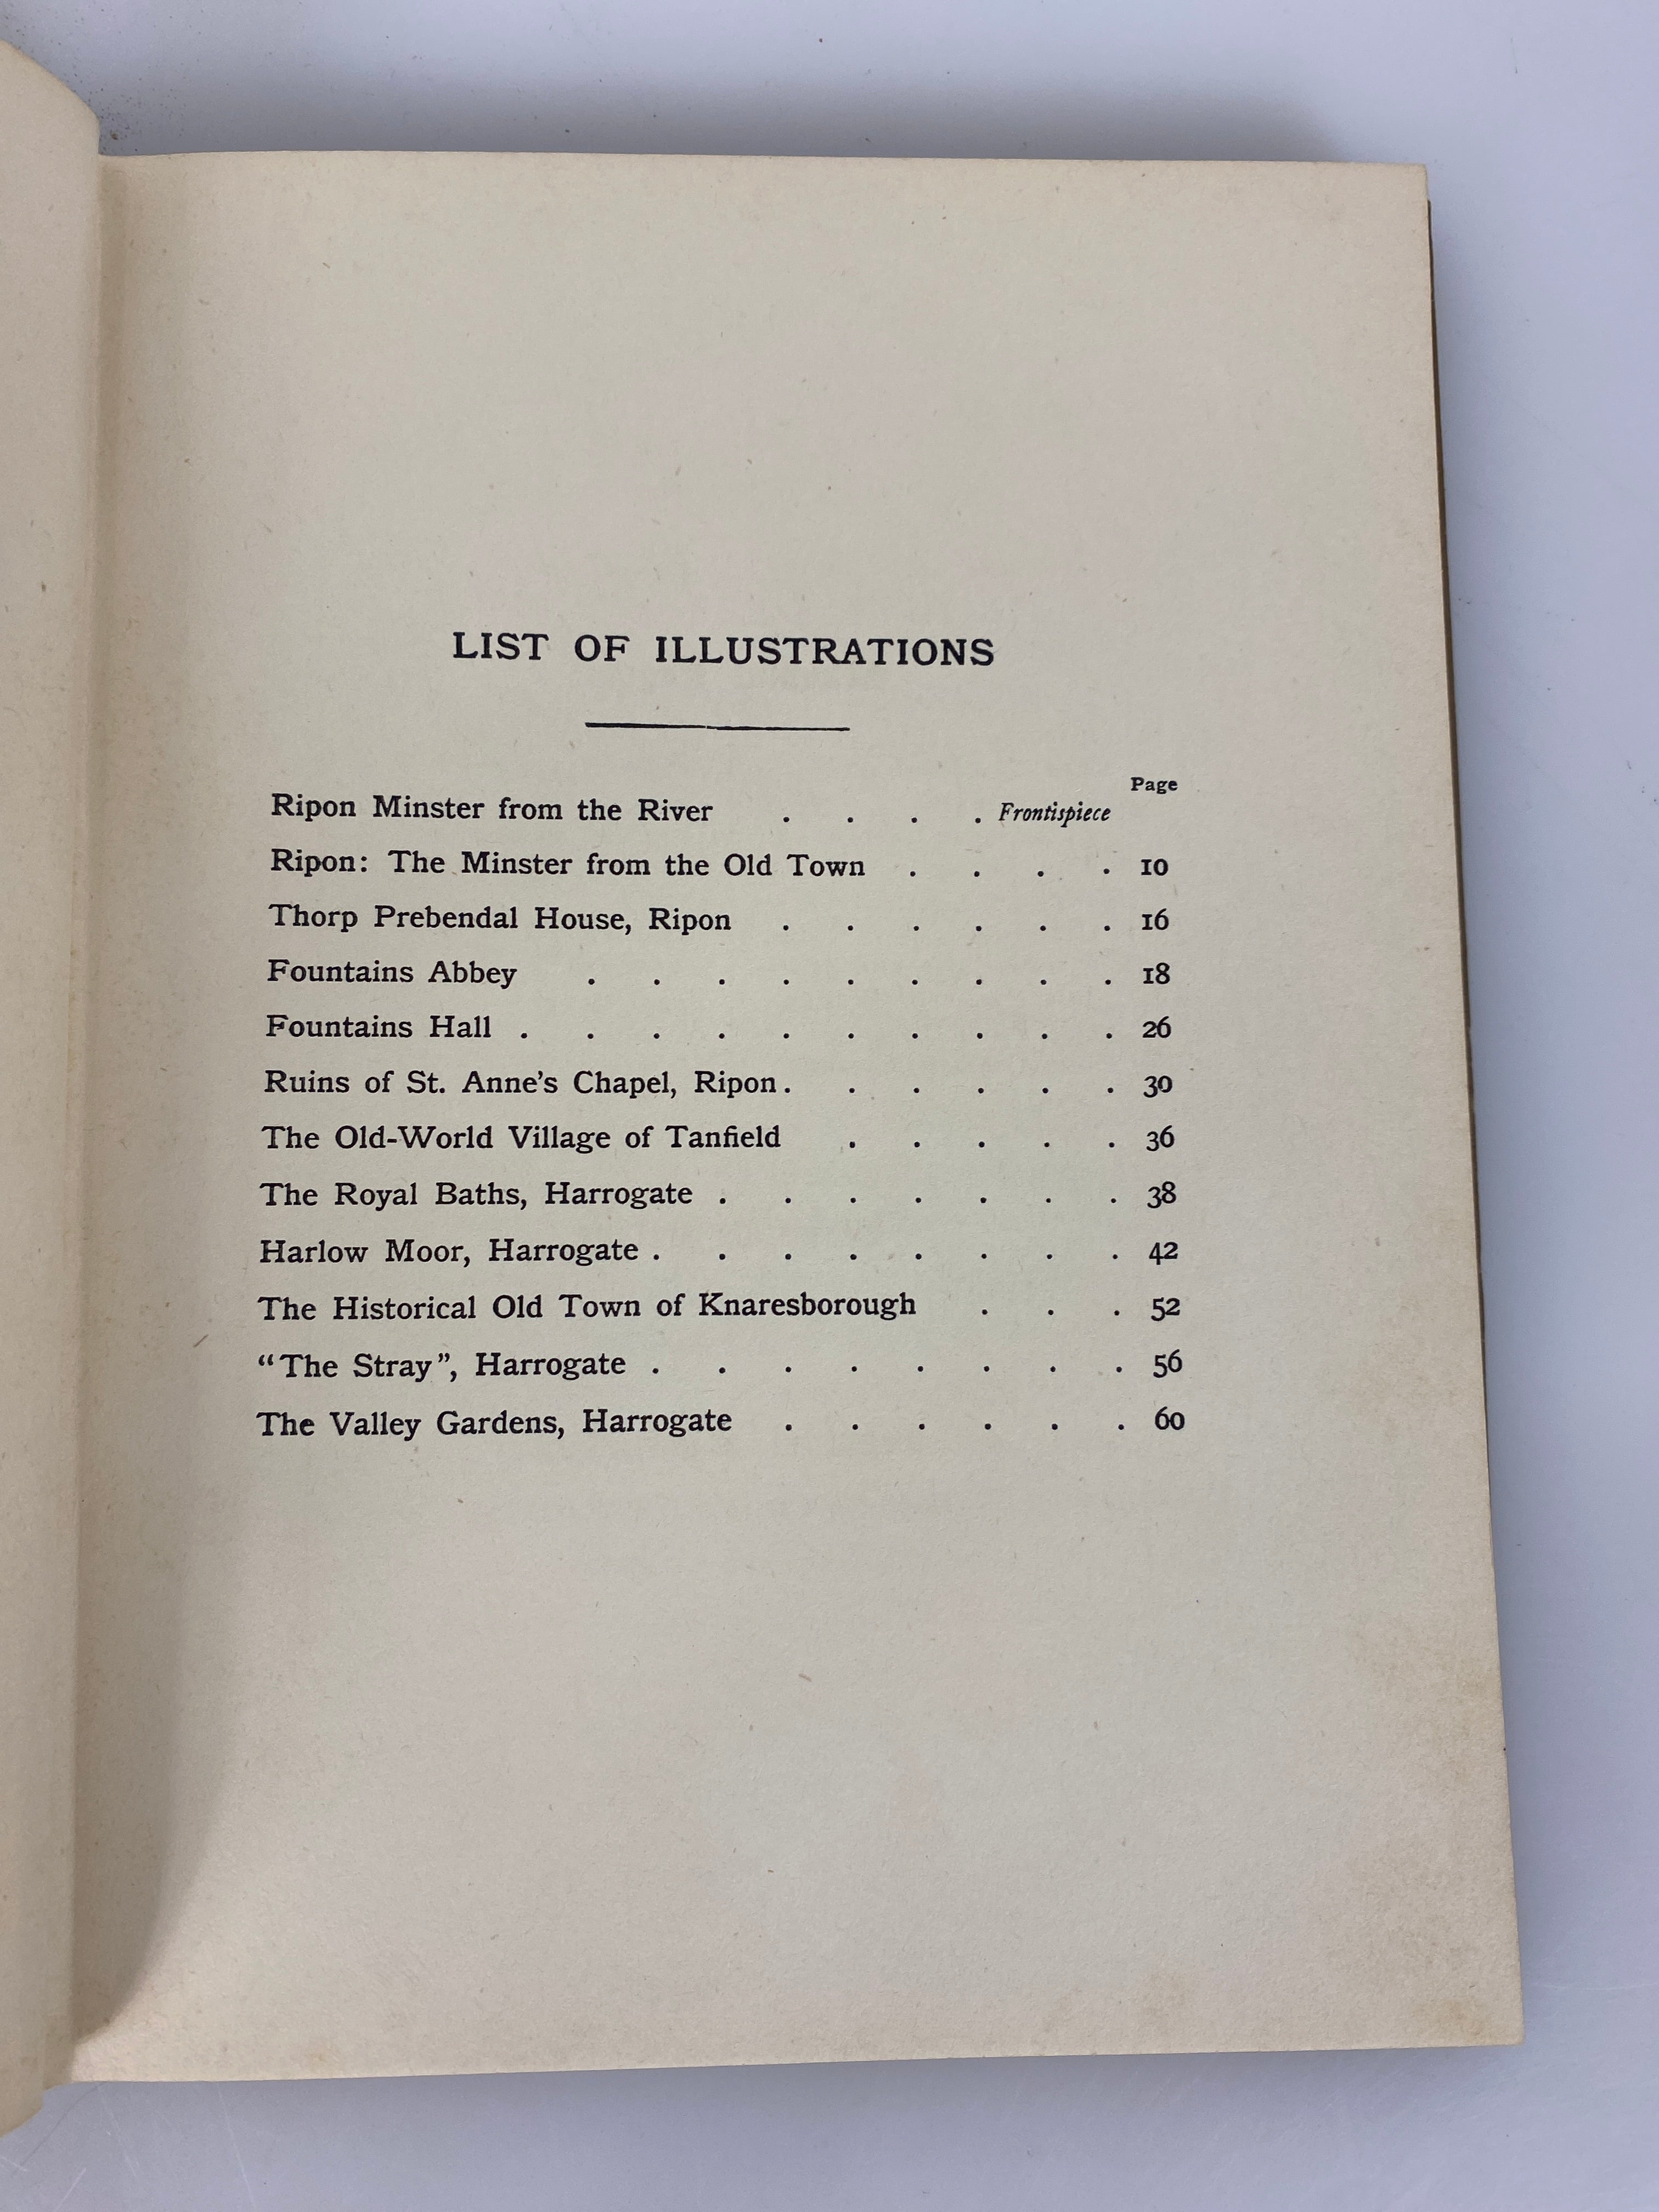 LIST OF ILLUSTRATIONS
Page
Ripon Minster from the River . . . . Frontispiece
Ripon: The Minster from the Old Town . . . . 10
Thorp Prebendal House, Ripon . . . . . . 16
Fountains Abbey . . . . . . . . . 18
Fountains Hall . . . . . . . . . . 26
Ruins of St. Anne's Chapel, Ripon . . . . . . 30
The Old-World Village of Tanfield . . . . . 36
The Royal Baths, Harrogate . . . . . . . 38
Harlow Moor, Harrogate . . . . . . . . 42
The Historical Old Town of Knaresborough . . . 52
"The Stray", Harrogate . . . . . . . . 56
The Valley Gardens, Harrogate . . . . . . 60